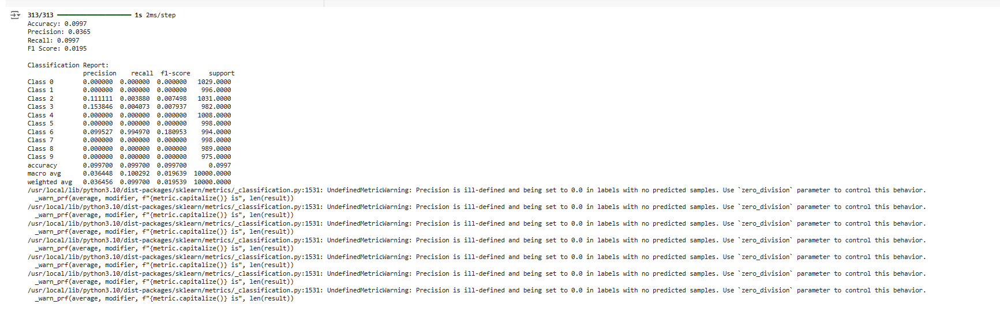 313/313 ━━━━━━━━━━━━━━━━━━━━ 1s 2ms/step
Accuracy: 0.0997
Precision: 0.0365
Recall: 0.0997
F1 Score: 0.0195
Classification Report:
precision recall f1-score support
Class 0 0.000000 0.000000 0.000000 1029.0000
Class 1 0.000000 0.000000 0.000000 996.0000
Class 2 0.111111 0.003880 0.007498 1031.0000
Class 3 0.153846 0.004073 0.007937 982.0000
Class 4 0.000000 0.000000 0.000000 1008.0000
Class 5 0.000000 0.000000 0.000000 998.0000
Class 6 0.099527 0.994970 0.180953 994.0000
Class 7 0.000000 0.000000 0.000000 998.0000
Class 8 0.000000 0.000000 0.000000 989.0000
Class 9 0.000000 0.000000 0.000000 975.0000
accuracy 0.099700 0.099700 0.099700 0.0997
macro avg 0.036448 0.100292 0.019639 10000.0000
weighted avg 0.036456 0.099700 0.019539 10000.0000
/usr/local/lib/python3.10/dist-packages/sklearn/metrics/_classification.py:1531: UndefinedMetricWarning: Precision is ill-defined and being set to 0.0 in labels with no predicted samples. Use `zero_division` parameter to control this behavior.
_warn_prf(average, modifier, f"{metric.capitalize()} is", len(result))
/usr/local/lib/python3.10/dist-packages/sklearn/metrics/_classification.py:1531: UndefinedMetricWarning: Precision is ill-defined and being set to 0.0 in labels with no predicted samples. Use `zero_division` parameter to control this behavior.
_warn_prf(average, modifier, f"{metric.capitalize()} is", len(result))
/usr/local/lib/python3.10/dist-packages/sklearn/metrics/_classification.py:1531: UndefinedMetricWarning: Precision is ill-defined and being set to 0.0 in labels with no predicted samples. Use `zero_division` parameter to control this behavior.
_warn_prf(average, modifier, f"{metric.capitalize()} is", len(result))
/usr/local/lib/python3.10/dist-packages/sklearn/metrics/_classification.py:1531: UndefinedMetricWarning: Precision is ill-defined and being set to 0.0 in labels with no predicted samples. Use `zero_division` parameter to control this behavior.
_warn_prf(average, modifier, f"{metric.capitalize()} is", len(result))
/usr/local/lib/python3.10/dist-packages/sklearn/metrics/_classification.py:1531: UndefinedMetricWarning: Precision is ill-defined and being set to 0.0 in labels with no predicted samples. Use `zero_division` parameter to control this behavior.
_warn_prf(average, modifier, f"{metric.capitalize()} is", len(result))
/usr/local/lib/python3.10/dist-packages/sklearn/metrics/_classification.py:1531: UndefinedMetricWarning: Precision is ill-defined and being set to 0.0 in labels with no predicted samples. Use `zero_division` parameter to control this behavior.
_warn_prf(average, modifier, f"{metric.capitalize()} is", len(result))
/usr/local/lib/python3.10/dist-packages/sklearn/metrics/_classification.py:1531: UndefinedMetricWarning: Precision is ill-defined and being set to 0.0 in labels with no predicted samples. Use `zero_division` parameter to control this behavior.
_warn_prf(average, modifier, f"{metric.capitalize()} is", len(result))